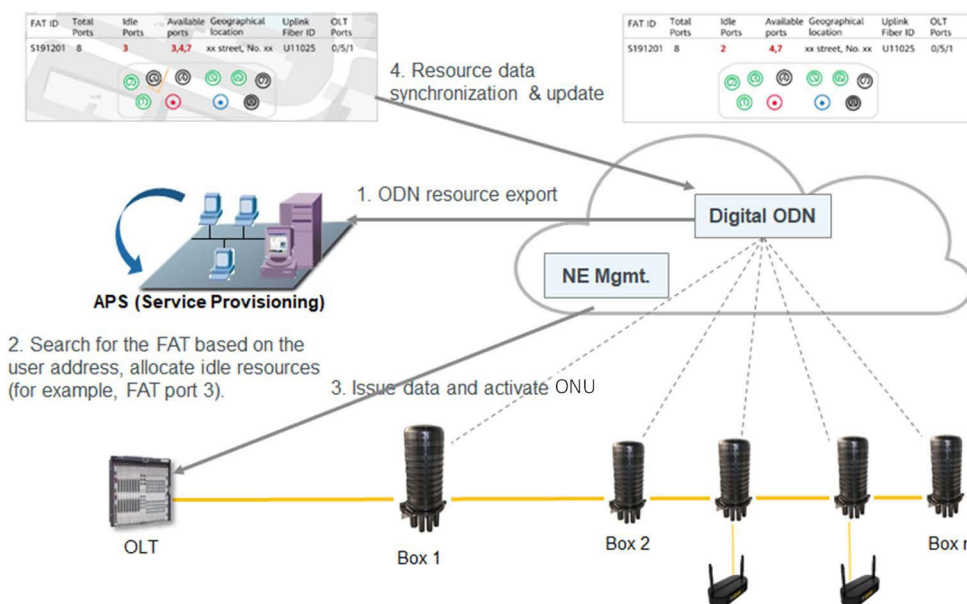 FAT ID Total Ports Idle Ports Available ports Geographical location Uplink Fiber ID OLT Ports
S191201 8 3 3,4,7 xx street, No. xx U11025 0/5/1
FAT ID Total Ports Idle Ports Available ports Geographical location Uplink Fiber ID OLT Ports
S191201 8 2 4,7 xx street, No. xx U11025 0/5/1
4. Resource data
synchronization & update
1. ODN resource export
Digital ODN
NE Mgmt.
APS (Service Provisioning)
2. Search for the FAT based on the
user address, allocate idle resources
(for example, FAT port 3).
3. Issue data and activate ONU
OLT
Box 1
Box 2
Box n